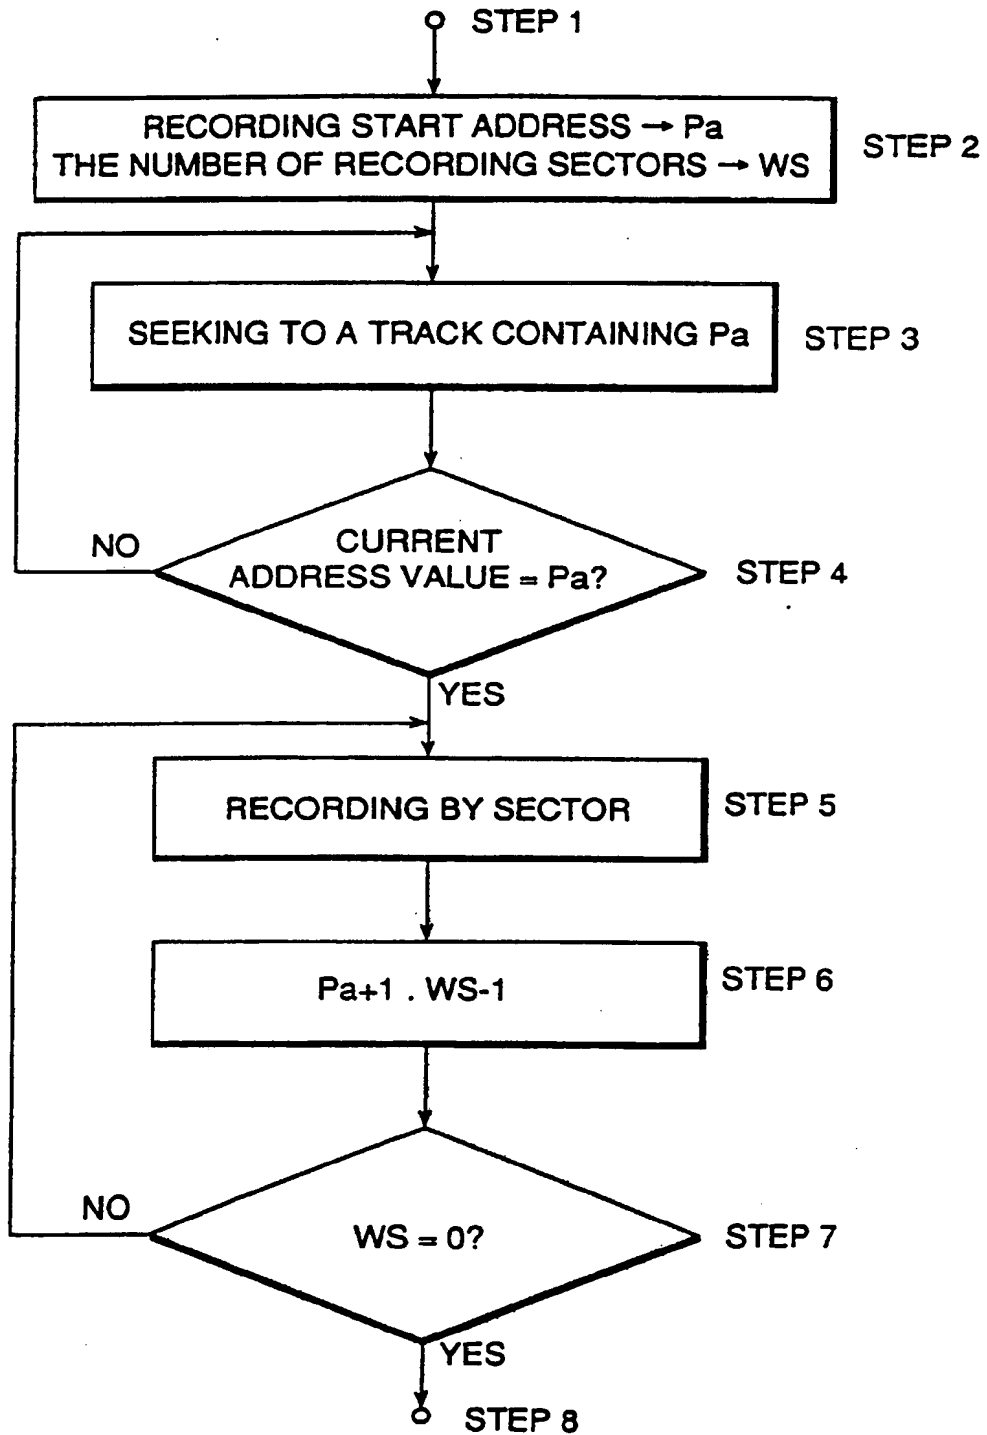 STEP 1
RECORDING START ADDRESS → Pa
THE NUMBER OF RECORDING SECTORS → WS
STEP 2
SEEKING TO A TRACK CONTAINING Pa
STEP 3
NO
CURRENT
ADDRESS VALUE = Pa?
STEP 4
YES
RECORDING BY SECTOR
STEP 5
Pa+1 . WS-1
STEP 6
NO
WS = 0?
STEP 7
YES
STEP 8